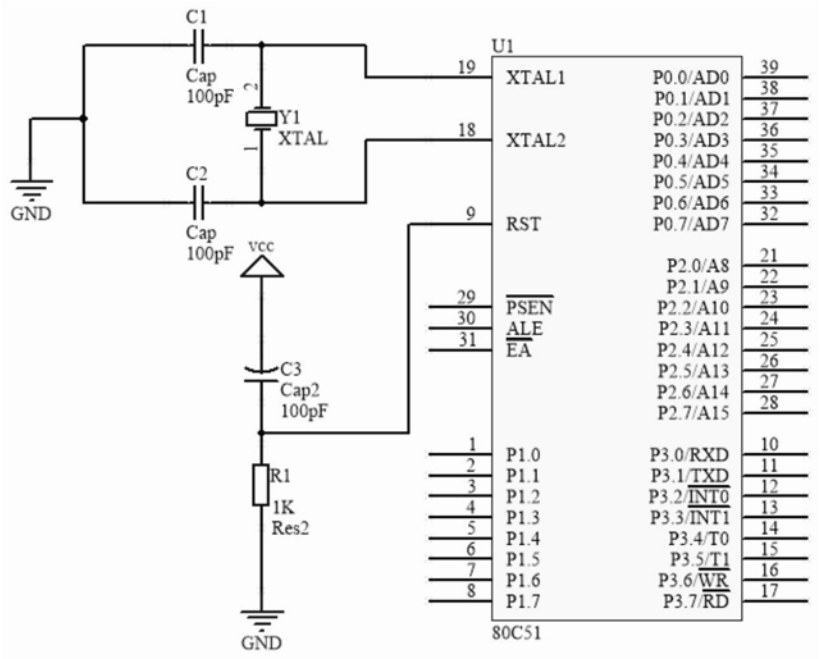 C1
Cap
100pF
2
Y1
XTAL
1
GND
C2
Cap
100pF
vcc
C3
Cap2
100pF
R1
1K
Res2
GND
U1
19 XTAL1 P0.0/AD0 39
P0.1/AD1 38
P0.2/AD2 37
18 XTAL2 P0.3/AD3 36
P0.4/AD4 35
P0.5/AD5 34
P0.6/AD6 33
9 RST P0.7/AD7 32
P2.0/A8 21
P2.1/A9 22
29 PSEN P2.2/A10 23
30 ALE P2.3/A11 24
31 EA P2.4/A12 25
P2.5/A13 26
P2.6/A14 27
P2.7/A15 28
1 P1.0 P3.0/RXD 10
2 P1.1 P3.1/TXD 11
3 P1.2 P3.2/INT0 12
4 P1.3 P3.3/INT1 13
5 P1.4 P3.4/T0 14
6 P1.5 P3.5/T1 15
7 P1.6 P3.6/WR 16
8 P1.7 P3.7/RD 17
80C51